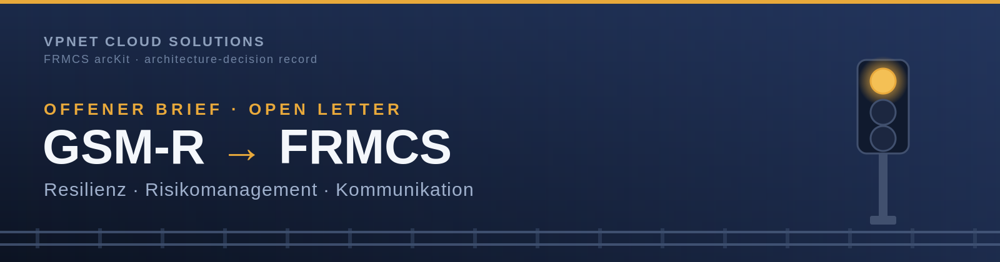 VPNET CLOUD SOLUTIONS
FRMCS arcKit · architecture-decision record
OFFENER BRIEF · OPEN LETTER
GSM-R → FRMCS
Resilienz · Risikomanagement · Kommunikation